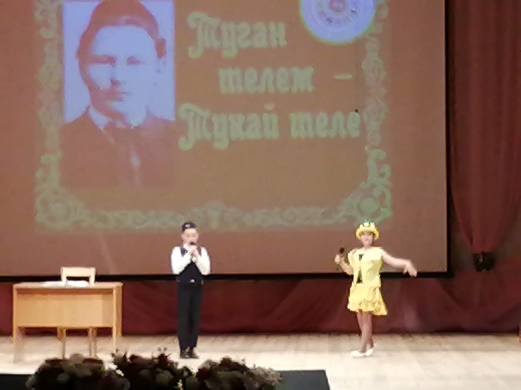 Туган
телем –
Тукай теле